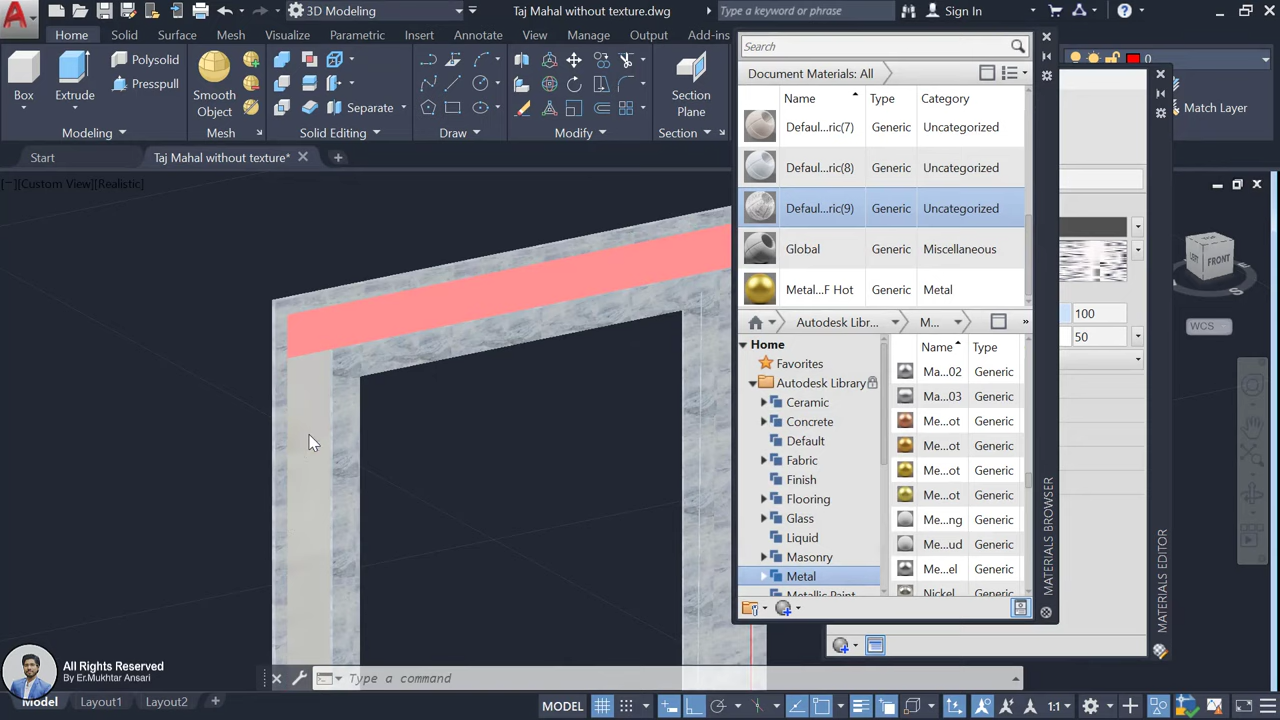 A
3D Modeling
Taj Mahal without texture.dwg
Type a keyword or phrase
Sign In
Home
Solid
Surface
Mesh
Visualize
Parametric
Insert
Annotate
View
Manage
Output
Add-ins
Box
Extrude
Polysolid
Presspull
Smooth
Object
Separate
Section
Plane
Match Layer
0
Modeling
Mesh
Solid Editing
Draw
Modify
Section
Start
Taj Mahal without texture*
[−][Custom View][Realistic]
Search
Document Materials: All
Name
Type
Category
Defaul...ric(7)
Generic
Uncategorized
Defaul...ric(8)
Generic
Uncategorized
Defaul...ric(9)
Generic
Uncategorized
Global
Generic
Miscellaneous
Metal...F Hot
Generic
Metal
Autodesk Libr...
M...
»
Home
Favorites
Autodesk Library
Ceramic
Concrete
Default
Fabric
Finish
Flooring
Glass
Liquid
Masonry
Metal
Metallic Paint
Name
Type
Ma...02
Generic
Ma...03
Generic
Me...ot
Generic
Me...ot
Generic
Me...ot
Generic
Me...ot
Generic
Me...ng
Generic
Me...ud
Generic
Me...el
Generic
Nickel
Generic
MATERIALS BROWSER
MATERIALS EDITOR
100
50
FRONT
WCS
All Rights Reserved
By ErMukhtar Ansari
Type a command
Model
Layout1
Layout2
MODEL
1:1